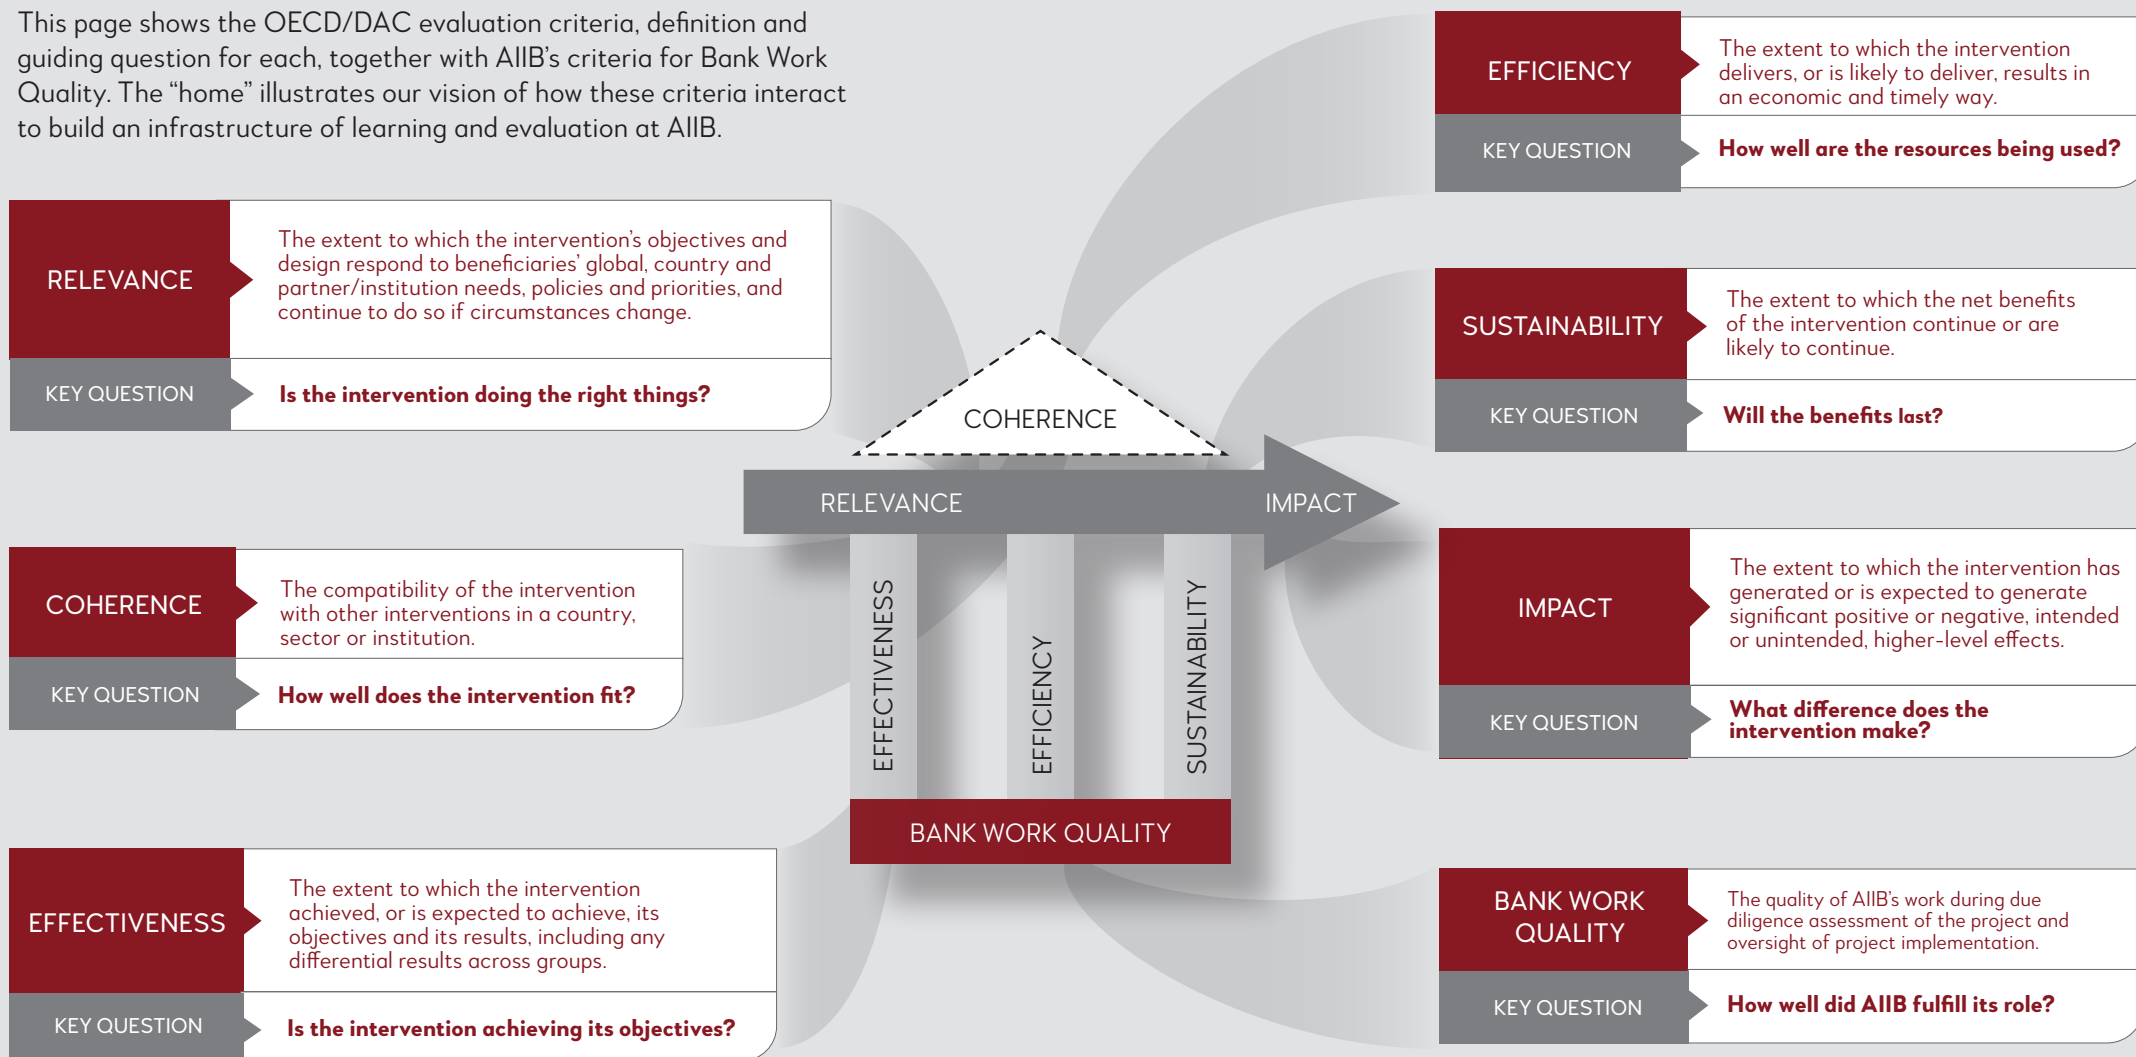 This page shows the OECD/DAC evaluation criteria, definition and
guiding question for each, together with AIIB's criteria for Bank Work
Quality. The “home” illustrates our vision of how these criteria interact
to build an infrastructure of learning and evaluation at AIIB.
RELEVANCE
The extent to which the intervention's objectives and
design respond to beneficiaries' global, country and
partner/institution needs, policies and priorities, and
continue to do so if circumstances change.
KEY QUESTION
Is the intervention doing the right things?
COHERENCE
The compatibility of the intervention
with other interventions in a country,
sector or institution.
KEY QUESTION
How well does the intervention fit?
EFFECTIVENESS
The extent to which the intervention
achieved, or is expected to achieve, its
objectives and its results, including any
differential results across groups.
KEY QUESTION
Is the intervention achieving its objectives?
COHERENCE
RELEVANCE
IMPACT
EFFECTIVENESS
EFFICIENCY
SUSTAINABILITY
BANK WORK QUALITY
EFFICIENCY
The extent to which the intervention
delivers, or is likely to deliver, results in
an economic and timely way.
KEY QUESTION
How well are the resources being used?
SUSTAINABILITY
The extent to which the net benefits
of the intervention continue or are
likely to continue.
KEY QUESTION
Will the benefits last?
IMPACT
The extent to which the intervention has
generated or is expected to generate
significant positive or negative, intended
or unintended, higher-level effects.
KEY QUESTION
What difference does the
intervention make?
BANK WORK
QUALITY
The quality of AIIB's work during due
diligence assessment of the project and
oversight of project implementation.
KEY QUESTION
How well did AIIB fulfill its role?